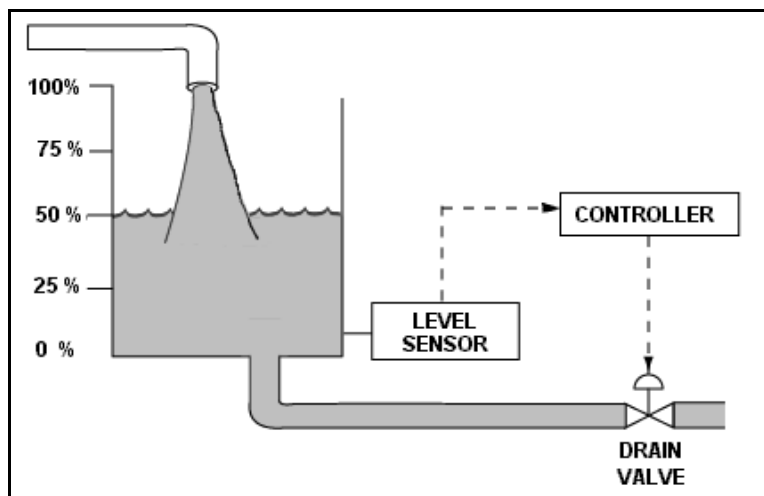 100%
75 %
50 %
25 %
0 %
CONTROLLER
LEVEL
SENSOR
DRAIN
VALVE